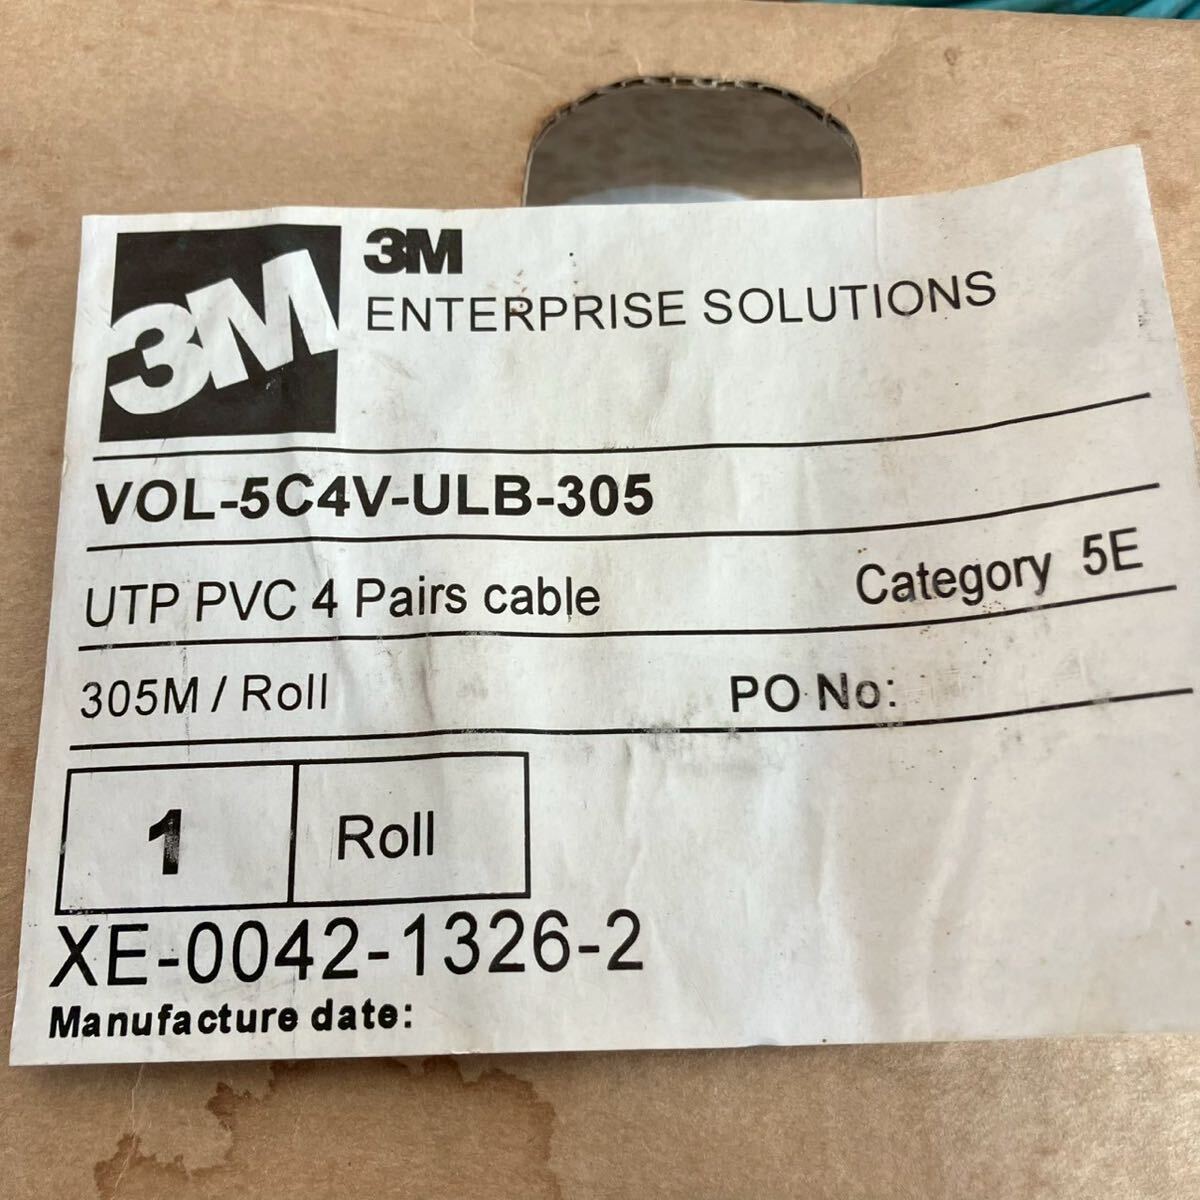 3M
3M
ENTERPRISE SOLUTIONS
VOL-5C4V-ULB-305
UTP PVC 4 Pairs cable Category 5E
305M / Roll PO No:
1 Roll
XE-0042-1326-2
Manufacture date: